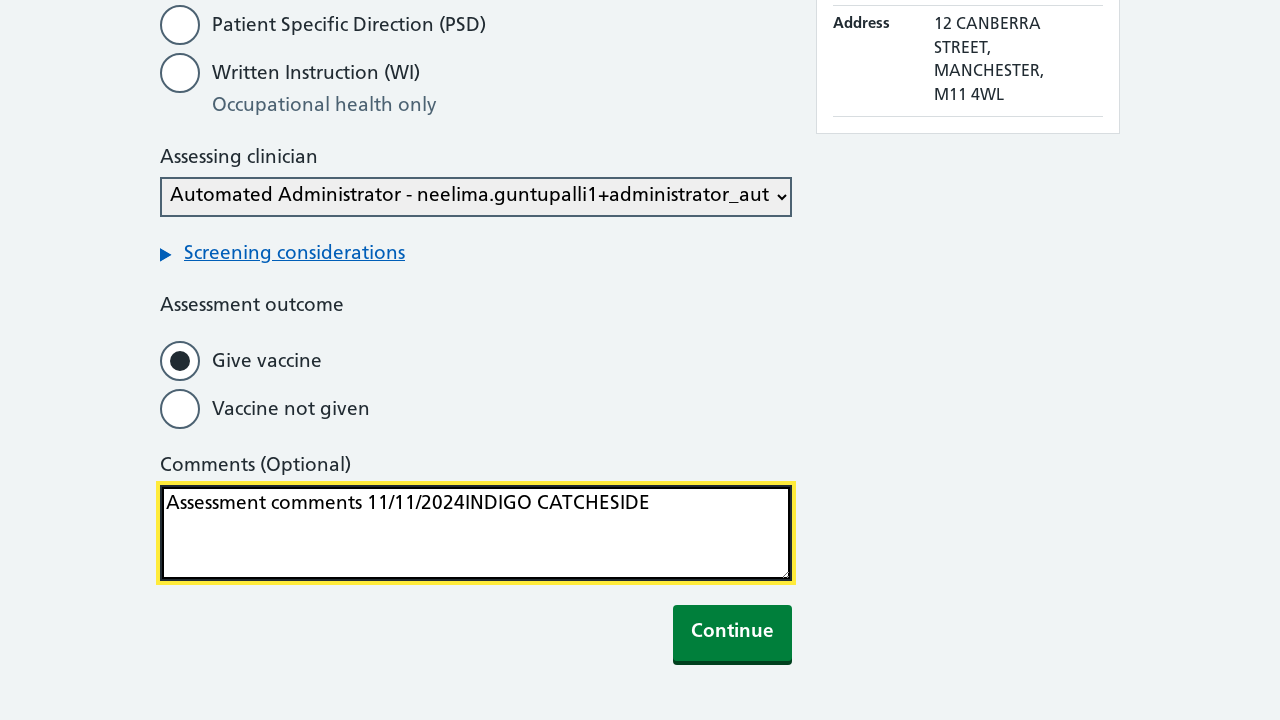 Patient Specific Direction (PSD)
Written Instruction (WI)
Occupational health only
Assessing clinician
Automated Administrator - neelima.guntupalli1+administrator_aut
Screening considerations
Assessment outcome
Give vaccine
Vaccine not given
Comments (Optional)
Assessment comments 11/11/2024INDIGO CATCHESIDE
Continue
Address
12 CANBERRA
STREET,
MANCHESTER,
M11 4WL